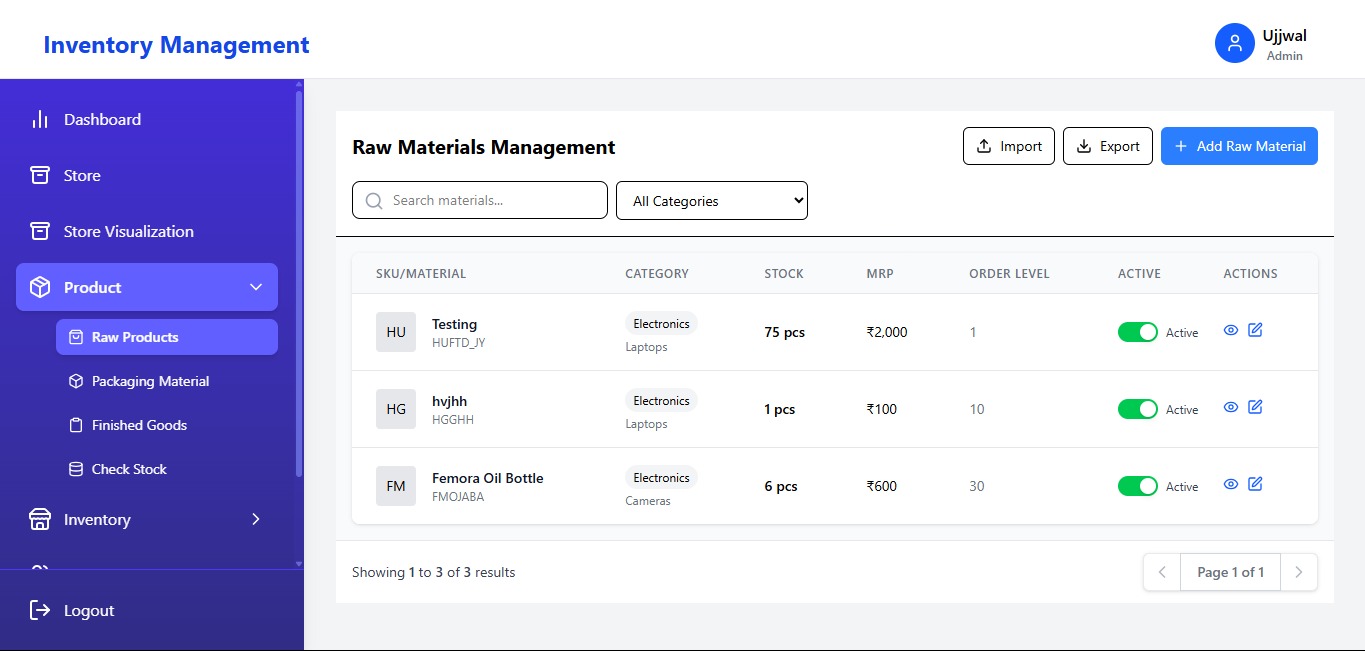 Inventory Management
Ujjwal
Admin
Dashboard
Store
Store Visualization
Product
Raw Products
Packaging Material
Finished Goods
Check Stock
Inventory
Logout
Raw Materials Management
Import
Export
+ Add Raw Material
Search materials...
All Categories
SKU/MATERIAL CATEGORY STOCK MRP ORDER LEVEL ACTIVE ACTIONS
HU Testing Electronics 75 pcs ₹2,000 1 Active
HUFTD_JY Laptops
HG hvjhh Electronics 1 pcs ₹100 10 Active
HGGHH Laptops
FM Femora Oil Bottle Electronics 6 pcs ₹600 30 Active
FMOJABA Cameras
Showing 1 to 3 of 3 results
Page 1 of 1